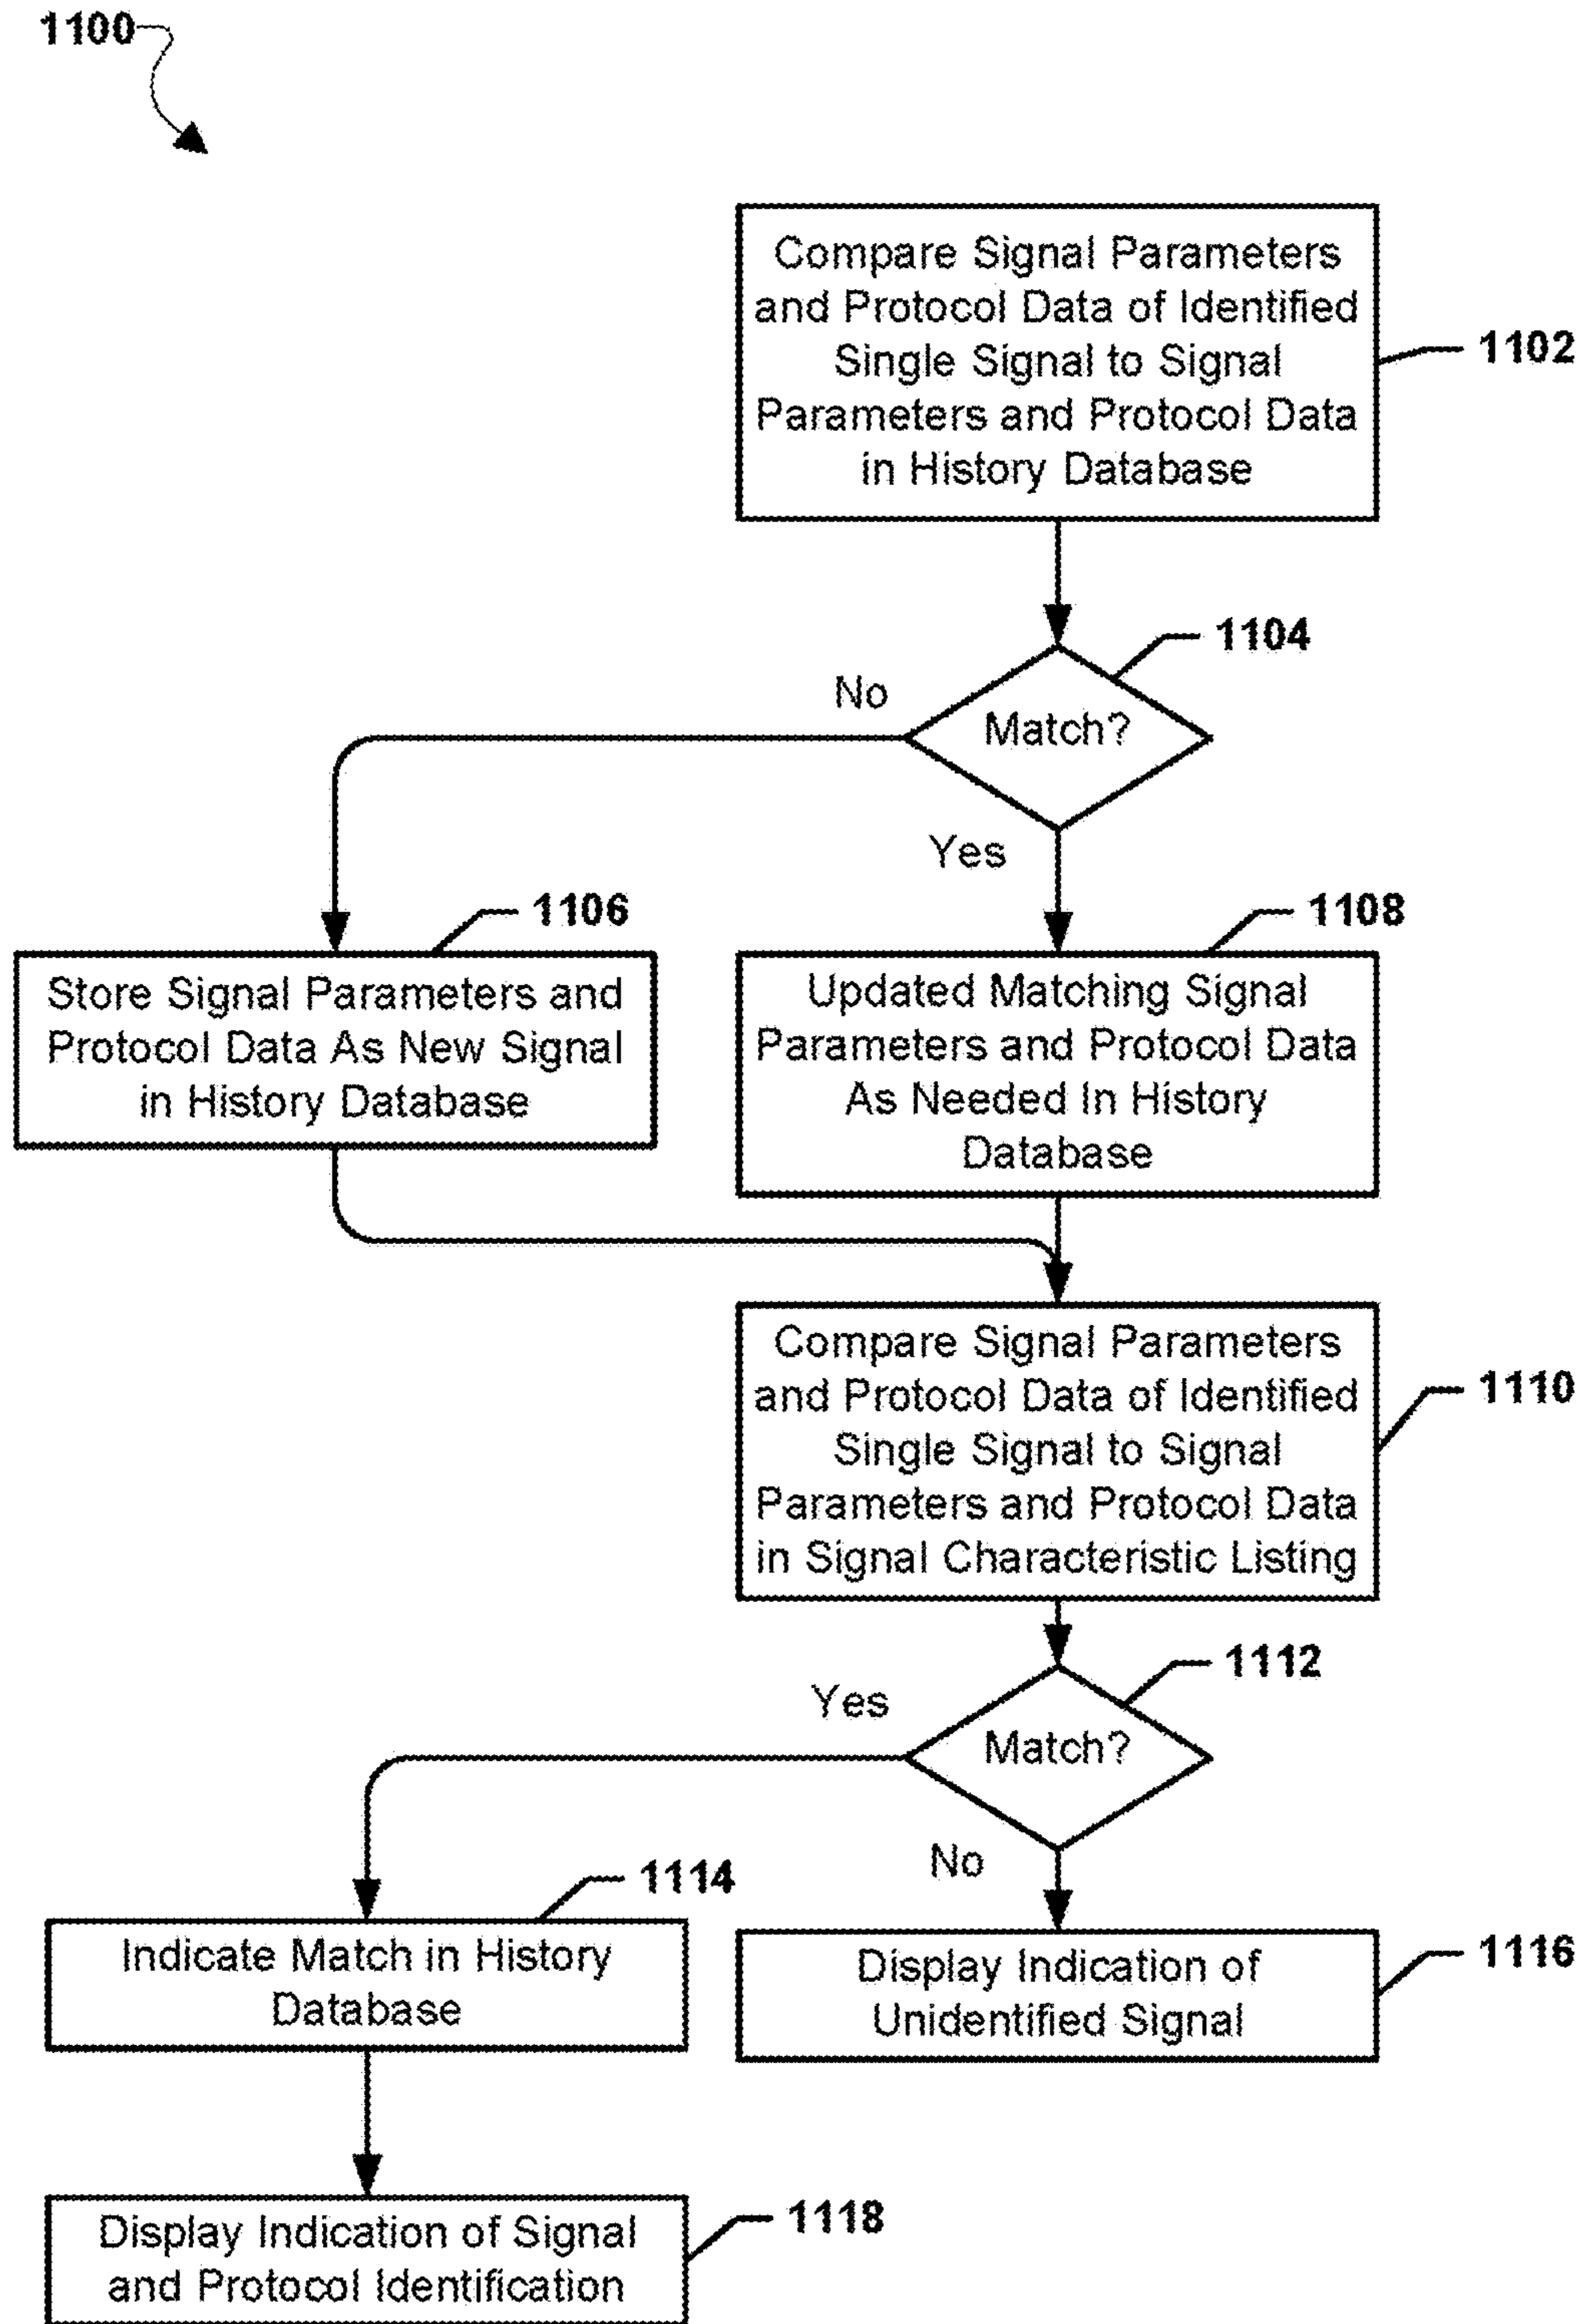 1100
Compare Signal Parameters
and Protocol Data of Identified
Single Signal to Signal
Parameters and Protocol Data
in History Database
1102
1104
No
Match?
Yes
1106
1108
Store Signal Parameters and
Protocol Data As New Signal
in History Database
Updated Matching Signal
Parameters and Protocol Data
As Needed In History
Database
Compare Signal Parameters
and Protocol Data of Identified
Single Signal to Signal
Parameters and Protocol Data
in Signal Characteristic Listing
1110
1112
Yes
Match?
No
1114
Indicate Match in History
Database
Display Indication of
Unidentified Signal
1116
Display Indication of Signal
and Protocol Identification
1118